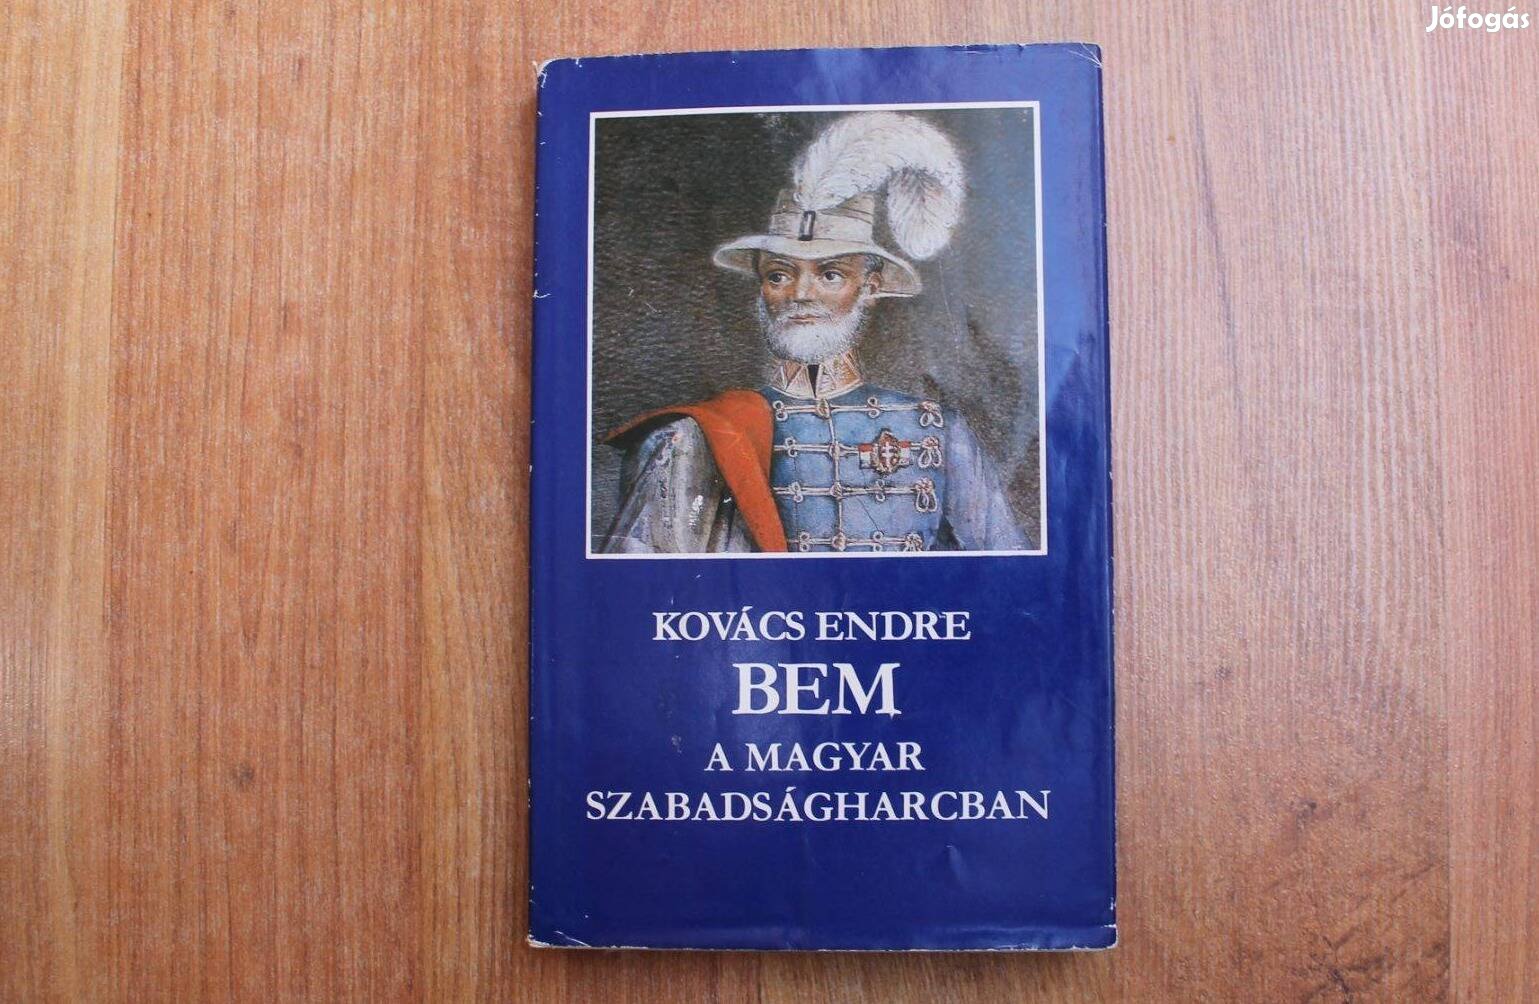 Jófogás
KOVÁCS ENDRE
BEM
A MAGYAR
SZABADSÁGHARCBAN